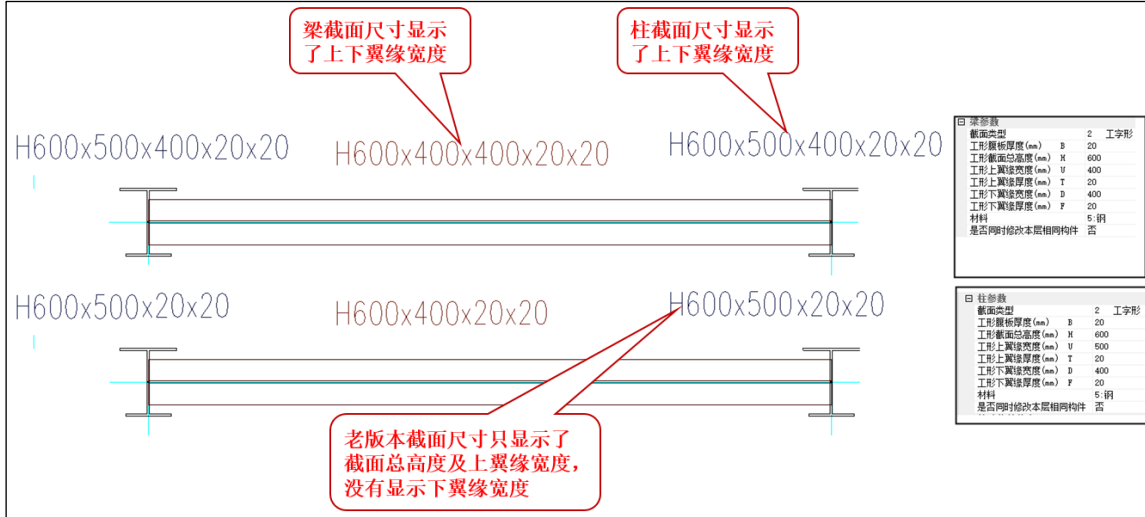 梁截面尺寸显示
了上下翼缘宽度
柱截面尺寸显示
了上下翼缘宽度
H600x500x400x20x20
H600x400x400x20x20
H600x500x400x20x20
梁参数
截面类型 2 工字形
工形腹板厚度(mm) B 20
工形截面总高度(mm) H 600
工形上翼缘宽度(mm) U 400
工形上翼缘厚度(mm) T 20
工形下翼缘宽度(mm) D 400
工形下翼缘厚度(mm) F 20
材料 5:钢
是否同时修改本层相同构件 否
H600x500x20x20
H600x400x20x20
H600x500x20x20
柱参数
截面类型 2 工字形
工形腹板厚度(mm) B 20
工形截面总高度(mm) H 600
工形上翼缘宽度(mm) U 500
工形上翼缘厚度(mm) T 20
工形下翼缘宽度(mm) D 400
工形下翼缘厚度(mm) F 20
材料 5:钢
是否同时修改本层相同构件 否
老版本截面尺寸只显示了
截面总高度及上翼缘宽度，
没有显示下翼缘宽度